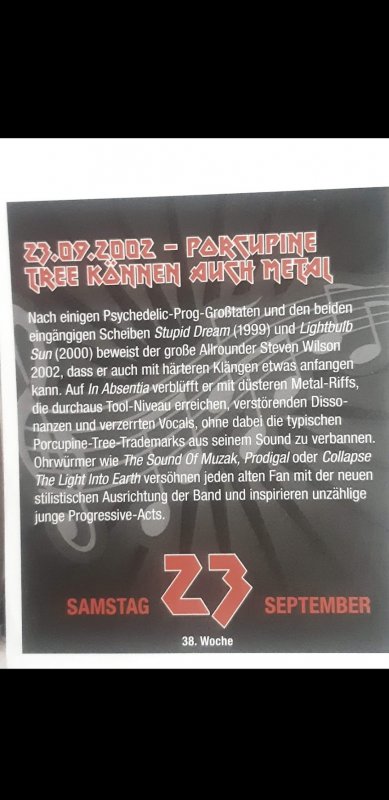 23.09.2002 – PORCUPINE
TREE KÖNNEN AUCH METAL
Nach einigen Psychedelic-Prog-Großtaten und den beiden
eingängigen Scheiben Stupid Dream (1999) und Lightbulb
Sun (2000) beweist der große Allrounder Steven Wilson
2002, dass er auch mit härteren Klängen etwas anfangen
kann. Auf In Absentia verblüfft er mit düsteren Metal-Riffs,
die durchaus Tool-Niveau erreichen, verstörenden Disso-
nanzen und verzerrten Vocals, ohne dabei die typischen
Porcupine-Tree-Trademarks aus seinem Sound zu verbannen.
Ohrwürmer wie The Sound Of Muzak, Prodigal oder Collapse
The Light Into Earth versöhnen jeden alten Fan mit der neuen
stilistischen Ausrichtung der Band und inspirieren unzählige
junge Progressive-Acts.
SAMSTAG 23 SEPTEMBER
38. Woche